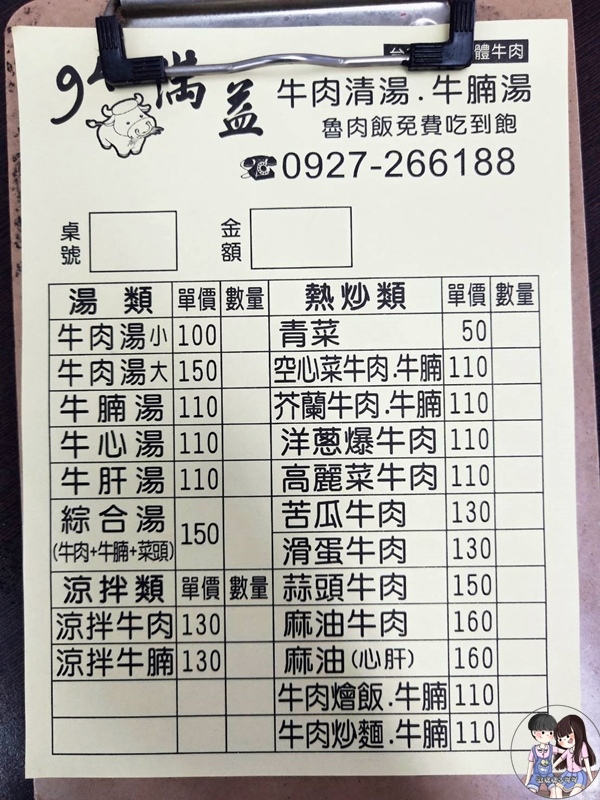 體牛肉
94 滿益
牛肉清湯.牛腩湯
魯肉飯免費吃到飽
☎0927-266188
桌號
金額
湯類 單價 數量 熱炒類 單價 數量
牛肉湯小 100 青菜 50
牛肉湯大 150 空心菜牛肉.牛腩 110
牛腩湯 110 芥蘭牛肉.牛腩 110
牛心湯 110 洋蔥爆牛肉 110
牛肝湯 110 高麗菜牛肉 110
綜合湯 150 苦瓜牛肉 130
(牛肉+牛腩+菜頭) 滑蛋牛肉 130
涼拌類 單價 數量 蒜頭牛肉 150
涼拌牛肉 130 麻油牛肉 160
涼拌牛腩 130 麻油(心肝) 160
牛肉燴飯.牛腩 110
牛肉炒麵.牛腩 110